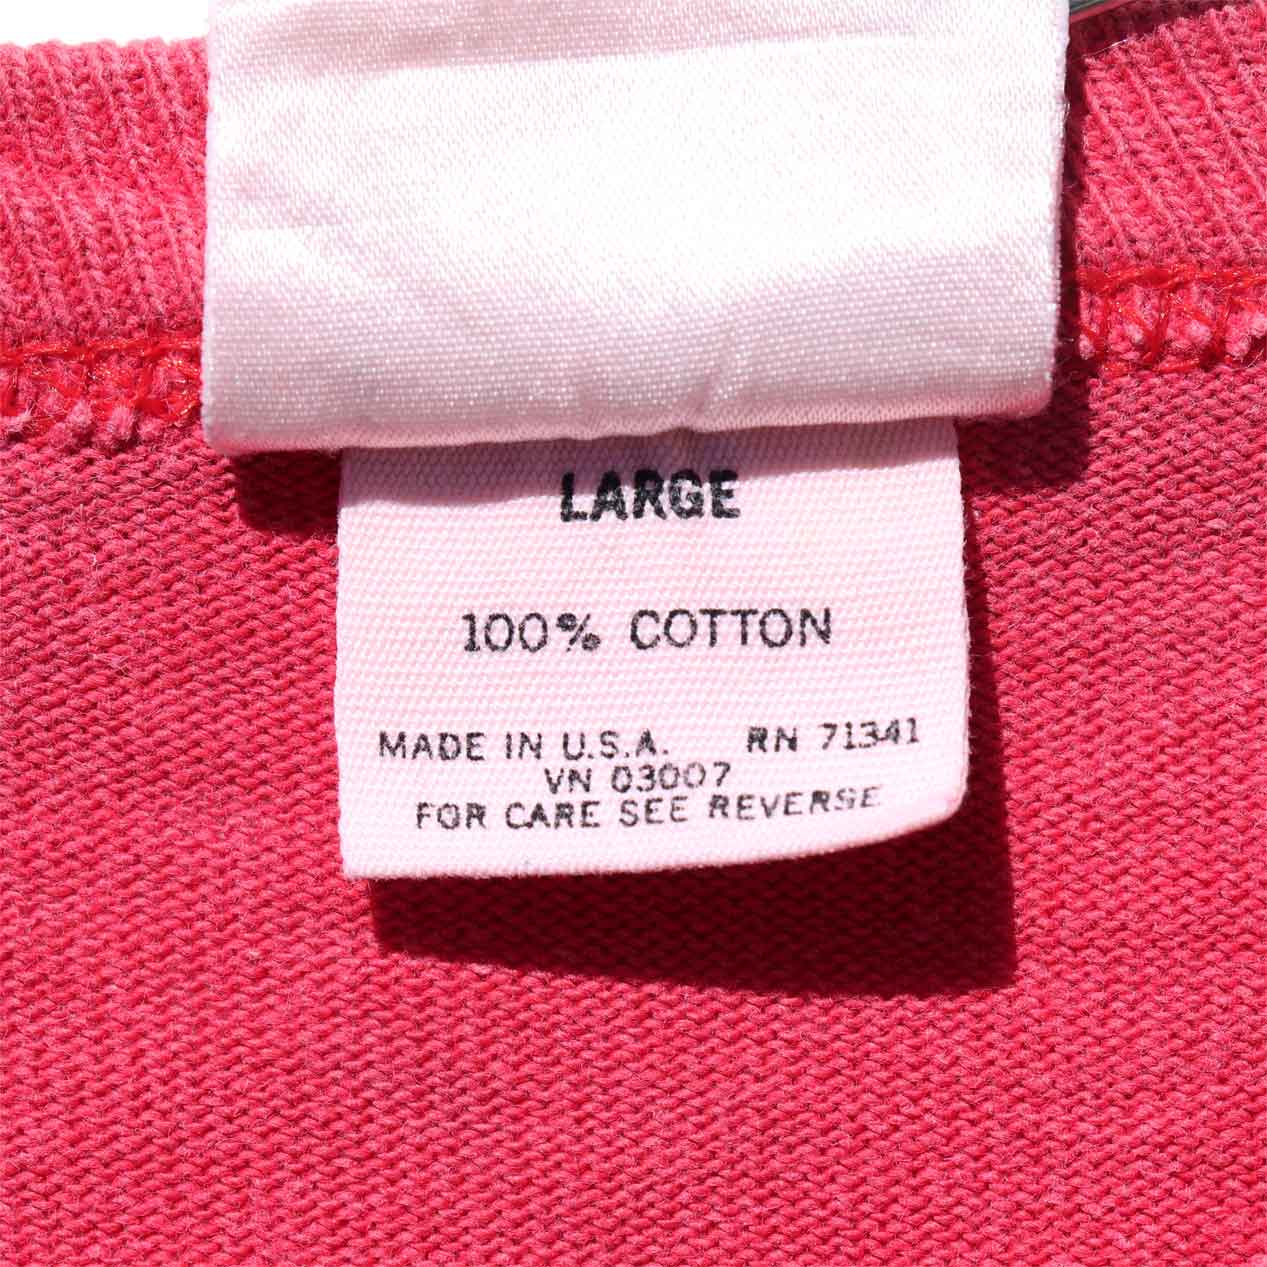 LARGE
100% COTTON
MADE IN U.S.A. RN 71341
VN 03007
FOR CARE SEE REVERSE